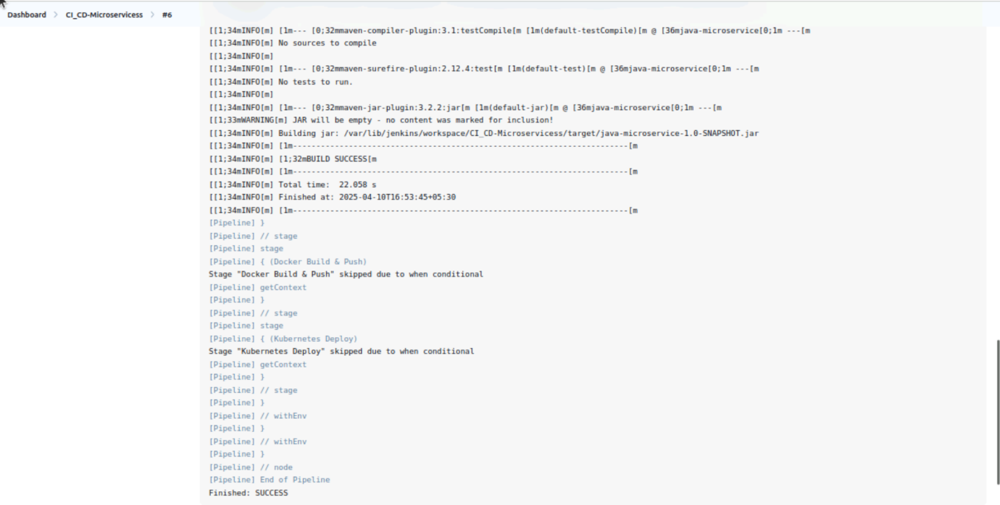 Dashboard > CI_CD-Microservicess > #6
[[1;34mINFO[m] [1m--- [0;32mmaven-compiler-plugin:3.1:testCompile[m [1m(default-testCompile)[m @ [36mjava-microservice[0;1m ---[m
[[1;34mINFO[m] No sources to compile
[[1;34mINFO[m]
[[1;34mINFO[m] [1m--- [0;32mmaven-surefire-plugin:2.12.4:test[m [1m(default-test)[m @ [36mjava-microservice[0;1m ---[m
[[1;34mINFO[m] No tests to run.
[[1;34mINFO[m]
[[1;34mINFO[m] [1m--- [0;32mmaven-jar-plugin:3.2.2:jar[m [1m(default-jar)[m @ [36mjava-microservice[0;1m ---[m
[[1;33mWARNING[m] JAR will be empty - no content was marked for inclusion!
[[1;34mINFO[m] Building jar: /var/lib/jenkins/workspace/CI_CD-Microservicess/target/java-microservice-1.0-SNAPSHOT.jar
[[1;34mINFO[m] [1m------------------------------------------------------------------------[m
[[1;34mINFO[m] [1;32mBUILD SUCCESS[m
[[1;34mINFO[m] [1m------------------------------------------------------------------------[m
[[1;34mINFO[m] Total time:  22.058 s
[[1;34mINFO[m] Finished at: 2025-04-10T16:53:45+05:30
[[1;34mINFO[m] [1m------------------------------------------------------------------------[m
[Pipeline] }
[Pipeline] // stage
[Pipeline] stage
[Pipeline] { (Docker Build & Push)
Stage "Docker Build & Push" skipped due to when conditional
[Pipeline] getContext
[Pipeline] }
[Pipeline] // stage
[Pipeline] stage
[Pipeline] { (Kubernetes Deploy)
Stage "Kubernetes Deploy" skipped due to when conditional
[Pipeline] getContext
[Pipeline] }
[Pipeline] // stage
[Pipeline] }
[Pipeline] // withEnv
[Pipeline] }
[Pipeline] // withEnv
[Pipeline] }
[Pipeline] // node
[Pipeline] End of Pipeline
Finished: SUCCESS